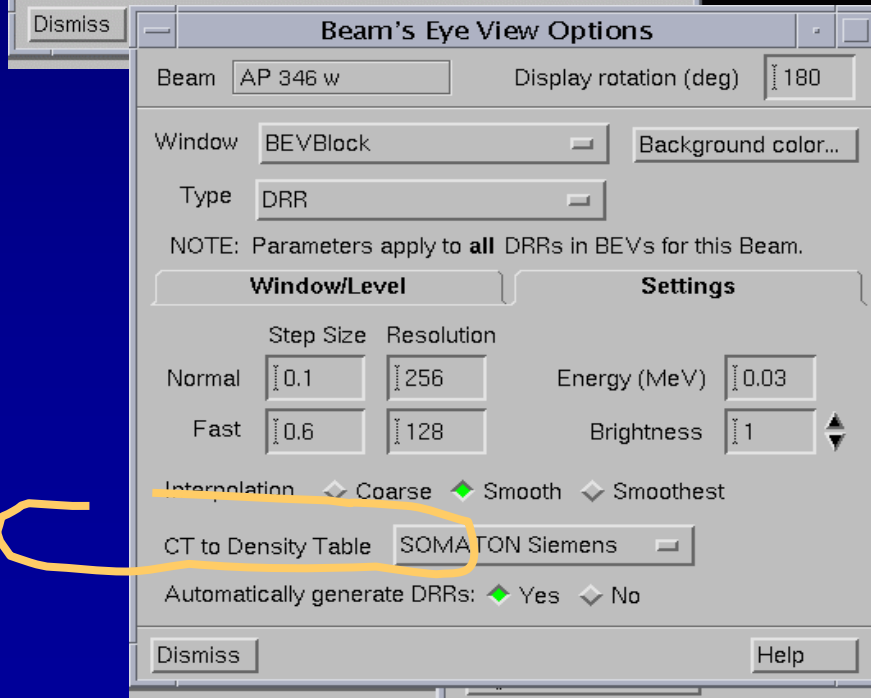 Dismiss
Beam's Eye View Options
Beam AP 346 w Display rotation (deg) 180
Window BEVBlock Background color...
Type DRR
NOTE: Parameters apply to all DRRs in BEVs for this Beam.
Window/Level Settings
Step Size Resolution
Normal 0.1 256 Energy (MeV) 0.03
Fast 0.6 128 Brightness 1
Interpolation Coarse Smooth Smoothest
CT to Density Table SOMATON Siemens
Automatically generate DRRs: Yes No
Dismiss Help